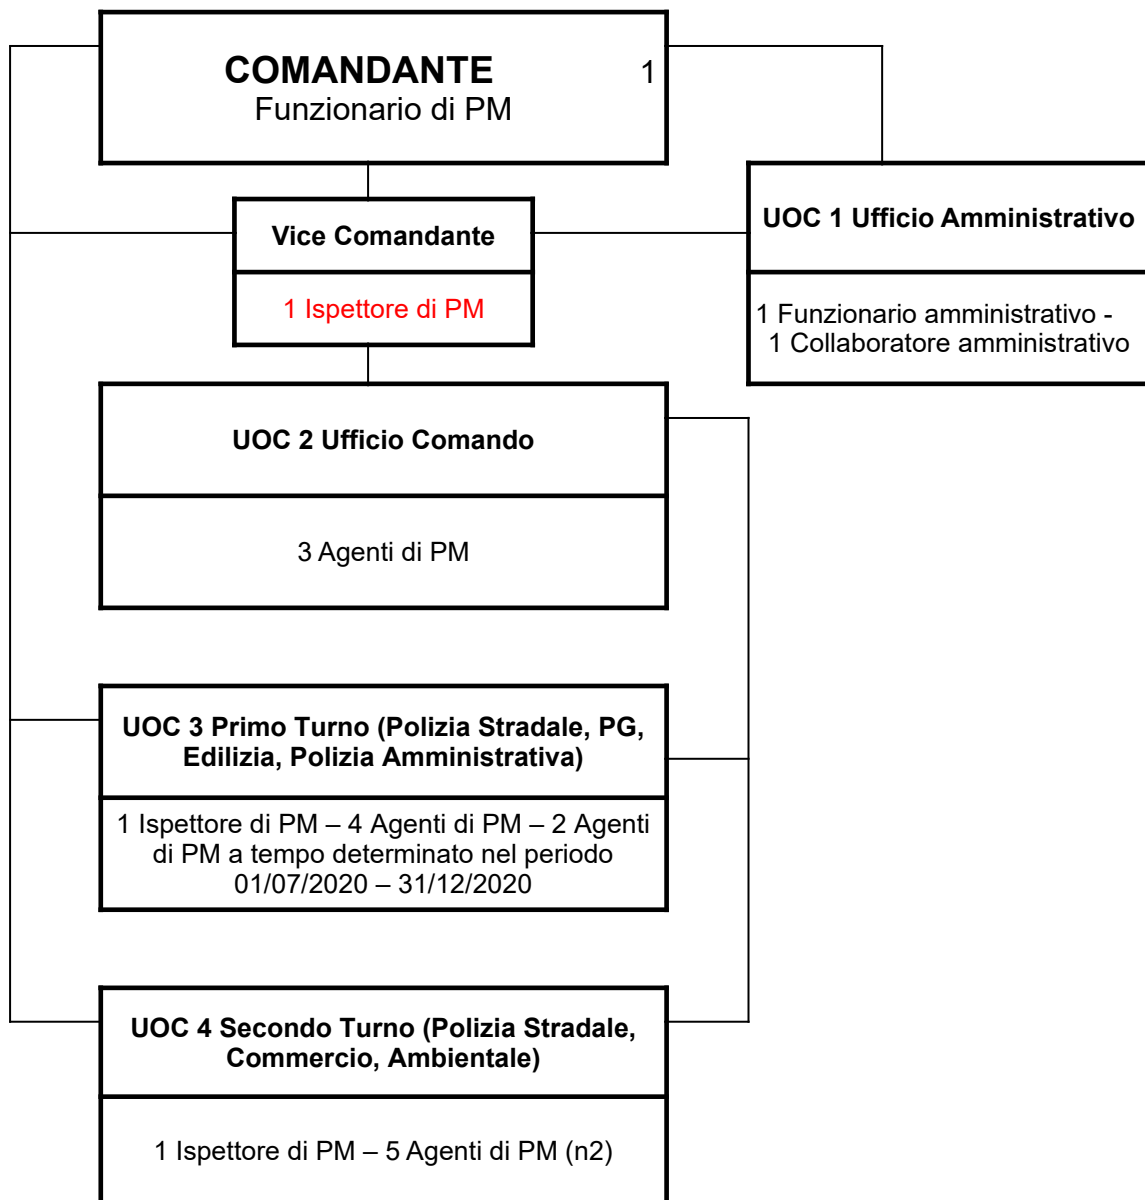 COMANDANTE 1
Funzionario di PM
Vice Comandante
1 Ispettore di PM
UOC 1 Ufficio Amministrativo
1 Funzionario amministrativo -
1 Collaboratore amministrativo
UOC 2 Ufficio Comando
3 Agenti di PM
UOC 3 Primo Turno (Polizia Stradale, PG,
Edilizia, Polizia Amministrativa)
1 Ispettore di PM – 4 Agenti di PM – 2 Agenti
di PM a tempo determinato nel periodo
01/07/2020 – 31/12/2020
UOC 4 Secondo Turno (Polizia Stradale,
Commercio, Ambientale)
1 Ispettore di PM – 5 Agenti di PM (n2)